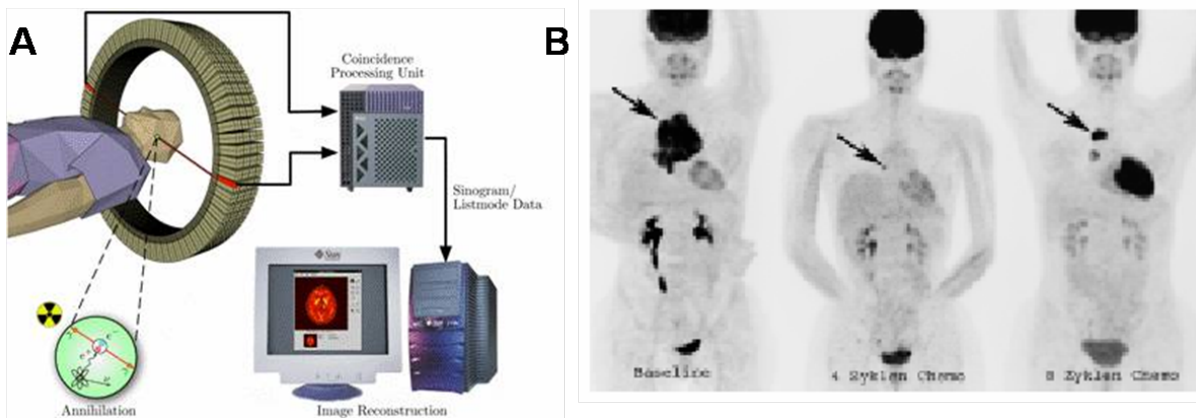 A
B
Coincidence
Processing Unit
Sinogram/
Listmode Data
Annihilation
Image Reconstruction
Baseline
4 Zyklen Chemo
8 Zyklen Chemo